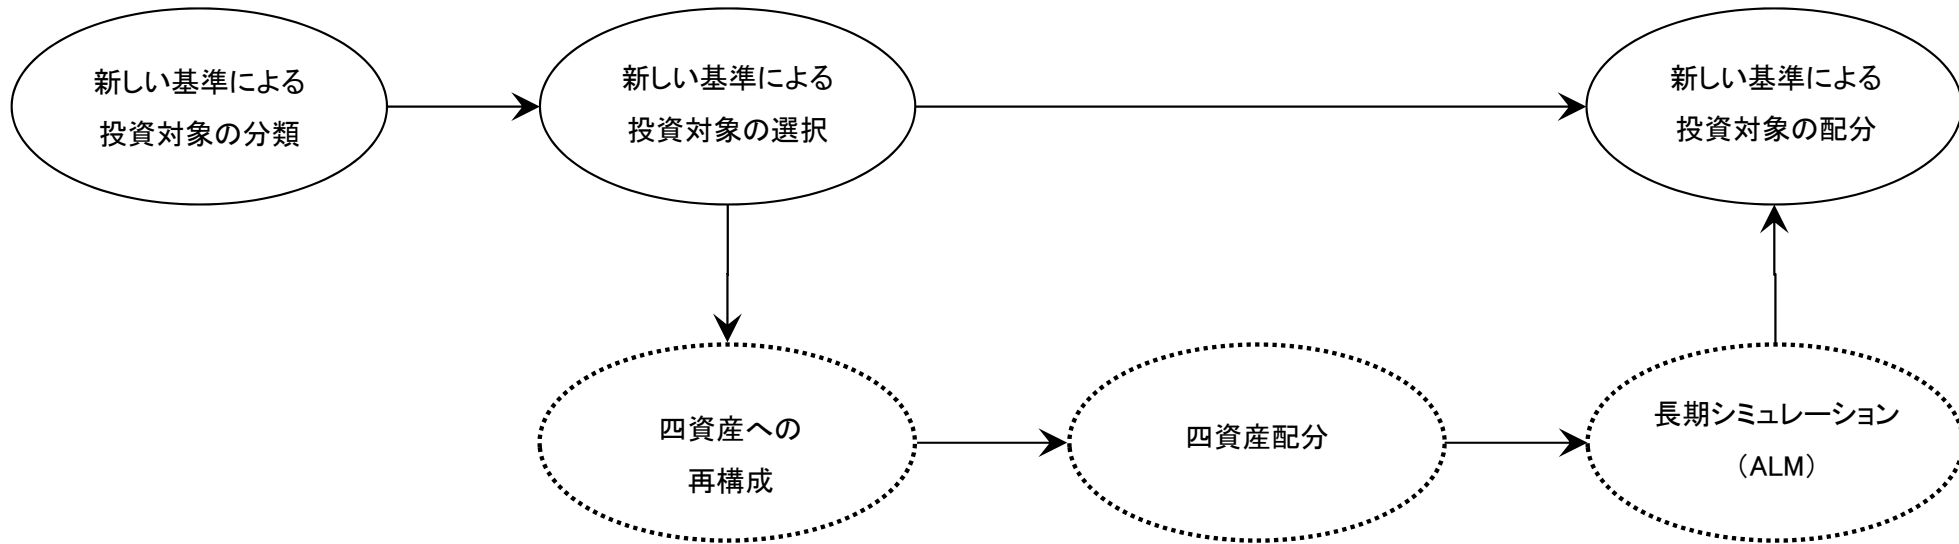 新しい基準による
投資対象の分類
新しい基準による
投資対象の選択
新しい基準による
投資対象の配分
四資産への
再構成
四資産配分
長期シミュレーション
（ALM）